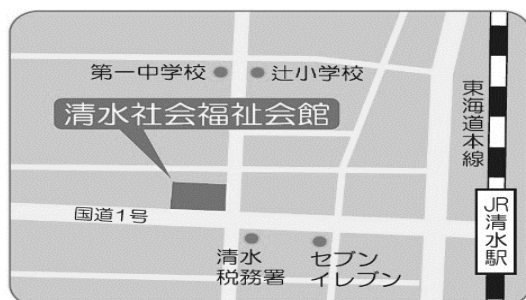 第一中学校
辻小学校
清水社会福祉会館
東海道本線
国道1号
JR清水駅
清水
税務署
セブン
イレブン